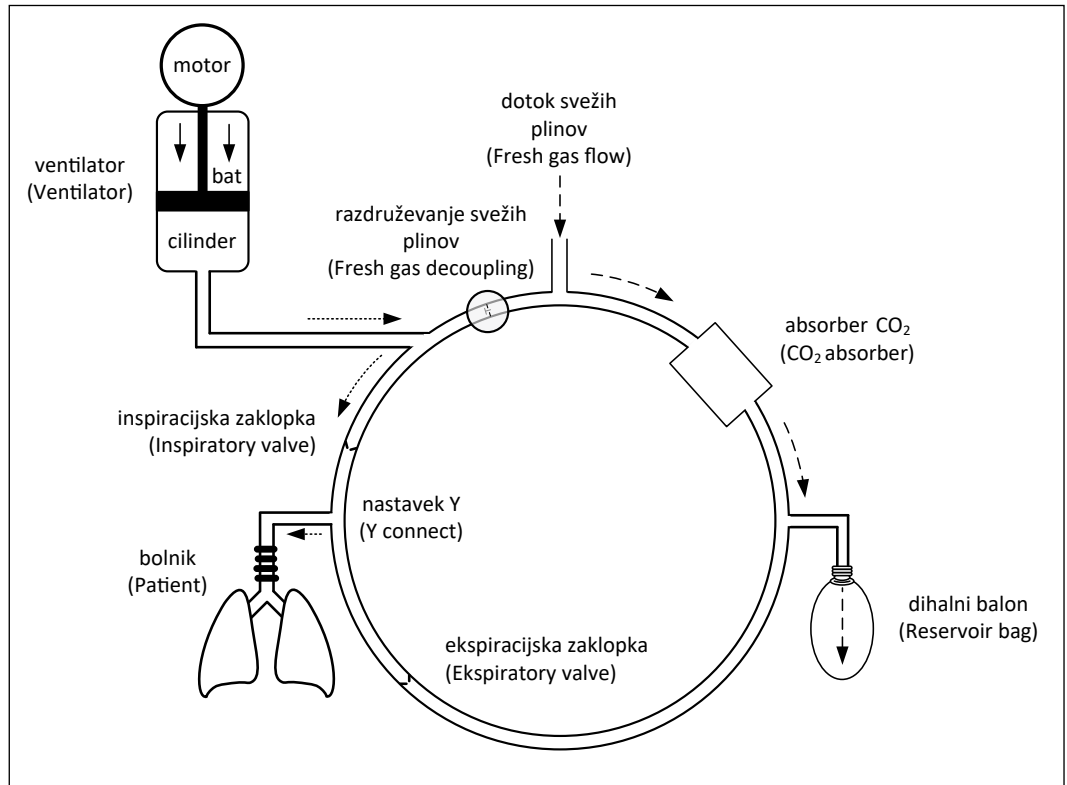 motor
bat
cilinder
ventilator
(Ventilator)
dotok svežih
plinov
(Fresh gas flow)
razdruževanje svežih
plinov
(Fresh gas decoupling)
absorber CO₂
(CO₂ absorber)
inspiracijska zaklopka
(Inspiratory valve)
nastavek Y
(Y connect)
bolnik
(Patient)
dihalni balon
(Reservoir bag)
ekspiracijska zaklopka
(Ekspiratory valve)